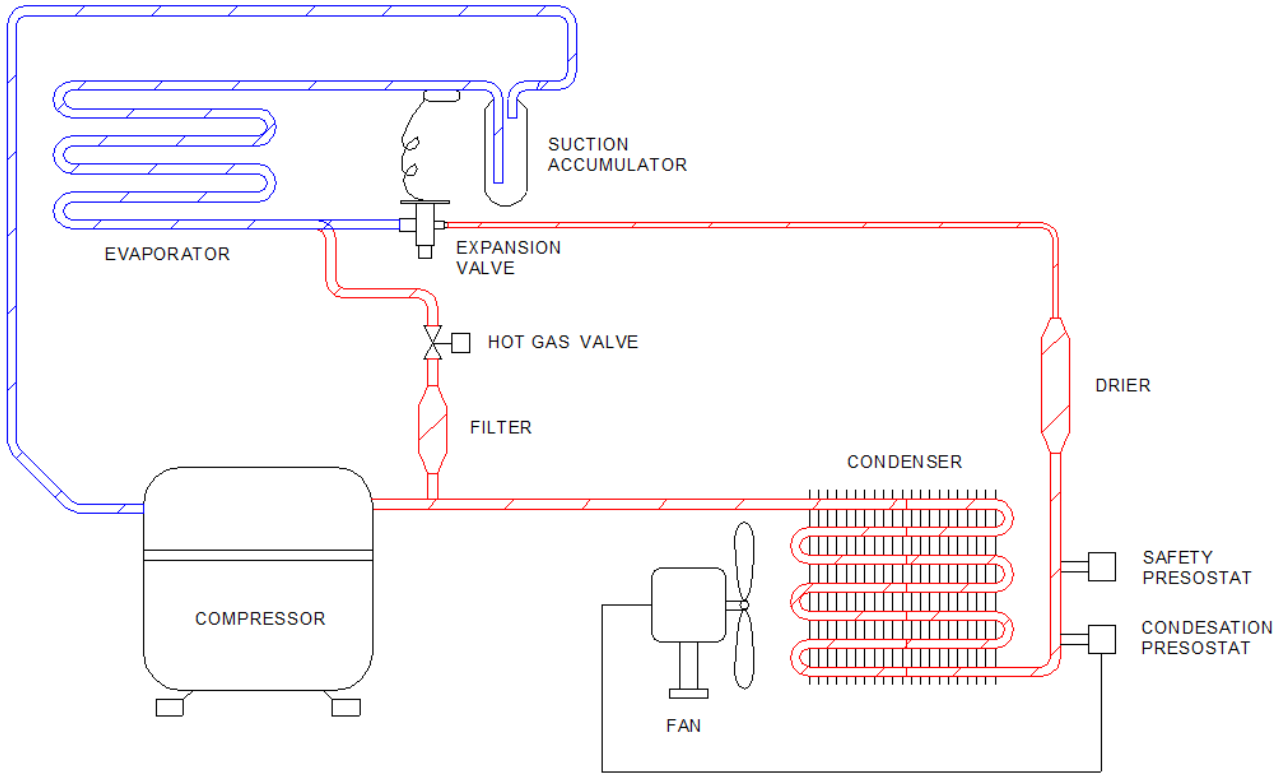 SUCTION
ACCUMULATOR
EVAPORATOR
EXPANSION
VALVE
HOT GAS VALVE
DRIER
FILTER
CONDENSER
SAFETY
PRESOSTAT
COMPRESSOR
CONDESATION
PRESOSTAT
FAN